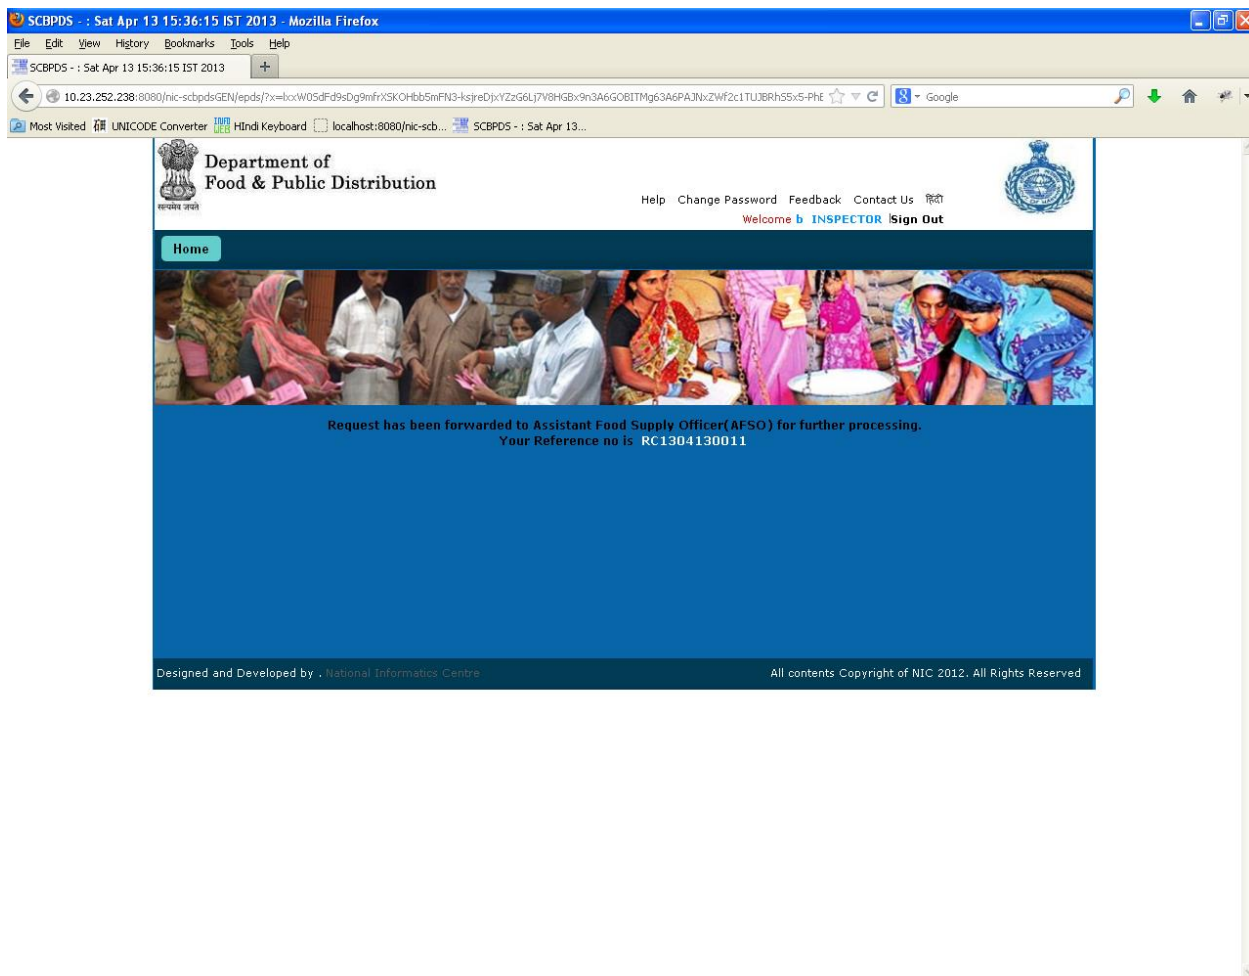 SCBPDS - : Sat Apr 13 15:36:15 IST 2013 - Mozilla Firefox
File Edit View History Bookmarks Tools Help
SCBPDS - : Sat Apr 13 15:36:15 IST 2013 +
Google
Most Visited UNICODE Converter HIndi Keyboard localhost:8080/nic-scb... SCBPDS - : Sat Apr 13...
Department of
Food & Public Distribution
सत्यमेव जयते
Help Change Password Feedback Contact Us हिंदी
Welcome b INSPECTOR |Sign Out
Home
Request has been forwarded to Assistant Food Supply Officer(AFSO) for further processing.
Your Reference no is RC1304130011
Designed and Developed by . National Informatics Centre All contents Copyright of NIC 2012. All Rights Reserved